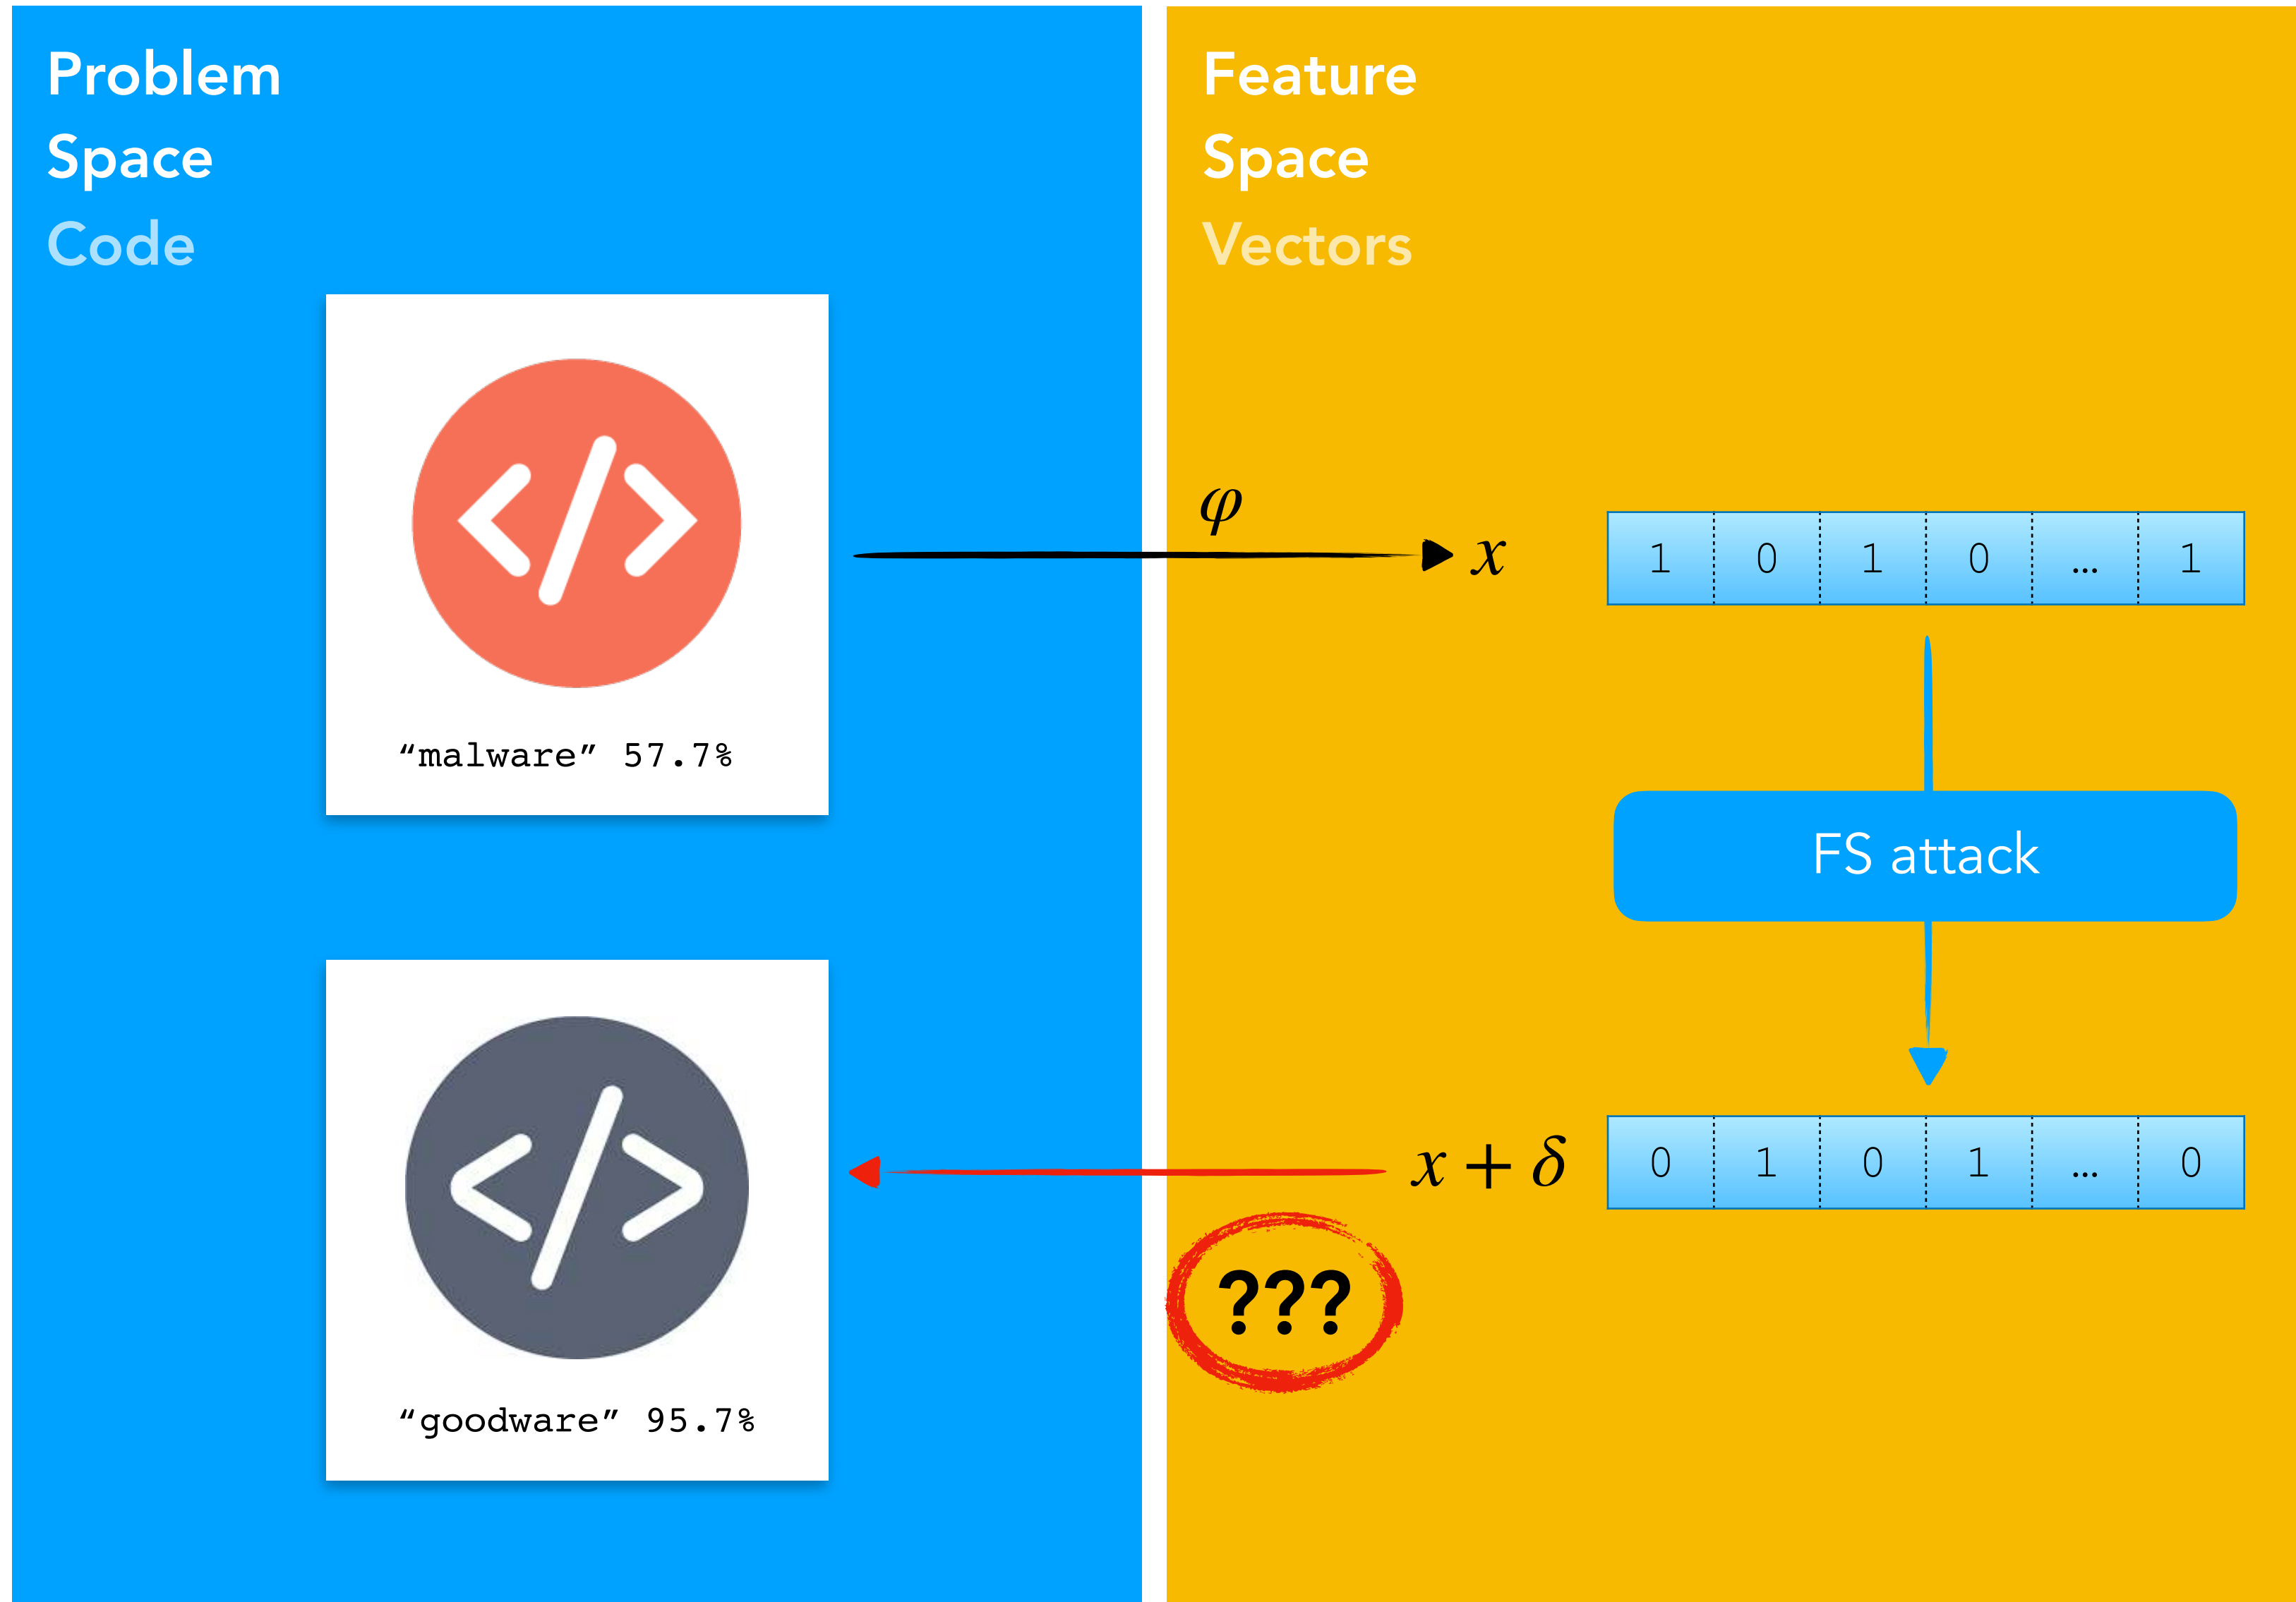 Problem
Space
Code
“malware” 57.7%
“goodware” 95.7%
Feature
Space
Vectors
φ
x
1 0 1 0 … 1
FS attack
x + δ
0 1 0 1 … 0
???